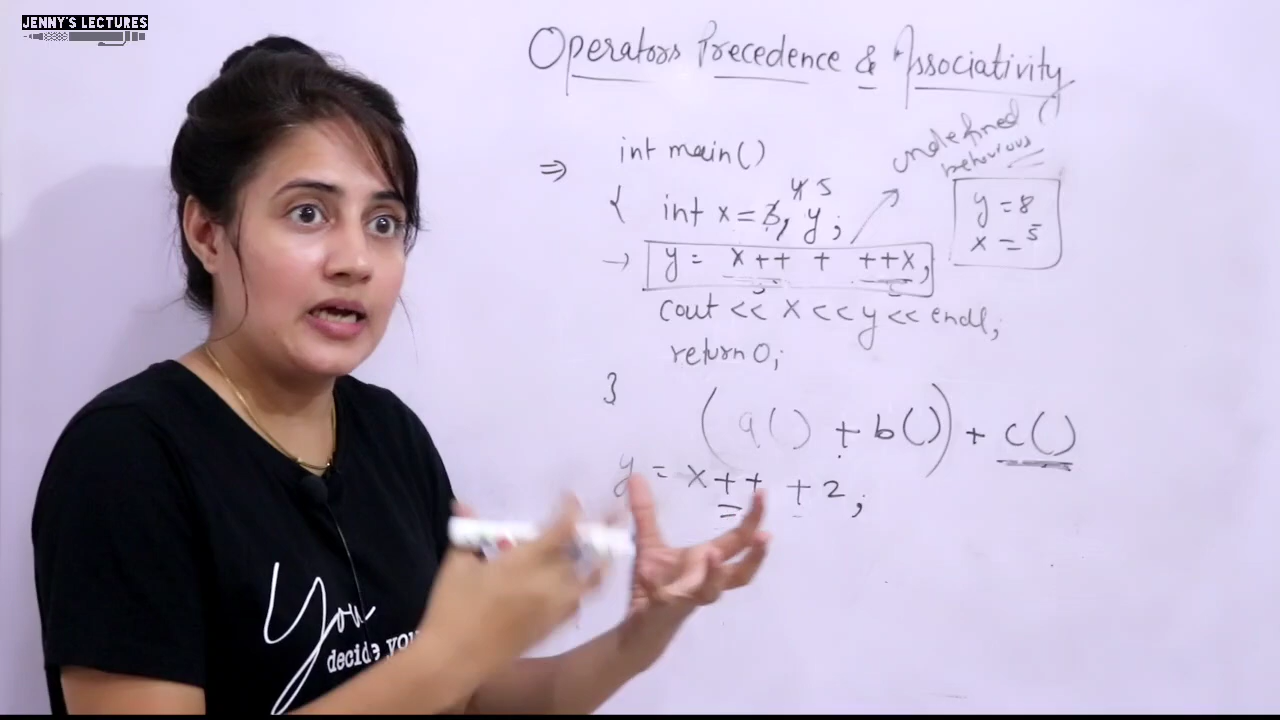 JENNY'S LECTURES
Operators Precedence & Associativity
undefined ()
behaviour
⇒ int main()
4 5
{ int x = 3, y;
y = 8
x = 5
→ y = x++ + ++x;
cout << x << y << endl;
return 0;
}
(a() + b()) + c()
y = x++ + 2;
You
decide you